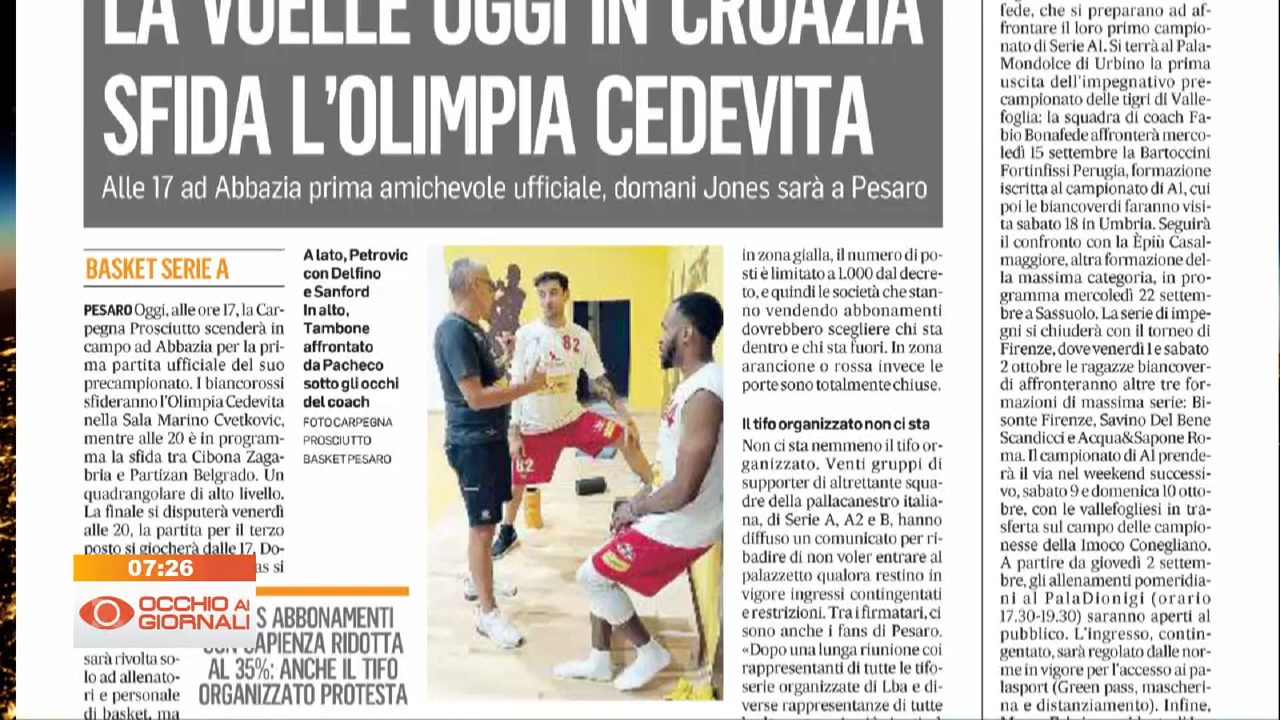 LA VUELLE OGGI IN CROAZIA
SFIDA L'OLIMPIA CEDEVITA
Alle 17 ad Abbazia prima amichevole ufficiale, domani Jones sarà a Pesaro
BASKET SERIE A
PESARO Oggi, alle ore 17, la Car-
pegna Prosciutto scenderà in
campo ad Abbazia per la pri-
ma partita ufficiale del suo
precampionato. I biancorossi
sfideranno l'Olimpia Cedevita
nella Sala Marino Cvetkovic,
mentre alle 20 è in program-
ma la sfida tra Cibona Zaga-
bria e Partizan Belgrado. Un
quadrangolare di alto livello.
La finale si disputerà venerdì
alle 20, la partita per il terzo
posto si giocherà dalle 17. Do-
as si
07:26
OCCHIO AI
GIORNALI
sarà rivolta so-
lo ad allenato-
ri e personale
di basket, ma
A lato, Petrovic
con Delfino
e Sanford
In alto,
Tambone
affrontato
da Pacheco
sotto gli occhi
del coach
FOTO CARPEGNA
PROSCIUTTO
BASKET PESARO
S ABBONAMENTI
CON CAPIENZA RIDOTTA
AL 35%: ANCHE IL TIFO
ORGANIZZATO PROTESTA
82
82
in zona gialla, il numero di po-
sti è limitato a 1.000 dal decre-
to, e quindi le società che stan-
no vendendo abbonamenti
dovrebbero scegliere chi sta
dentro e chi sta fuori. In zona
arancione o rossa invece le
porte sono totalmente chiuse.
Il tifo organizzato non ci sta
Non ci sta nemmeno il tifo or-
ganizzato. Venti gruppi di
supporter di altrettante squa-
dre della pallacanestro italia-
na, di Serie A, A2 e B, hanno
diffuso un comunicato per ri-
badire di non voler entrare al
palazzetto qualora restino in
vigore ingressi contingentati
e restrizioni. Tra i firmatari, ci
sono anche i fans di Pesaro.
«Dopo una lunga riunione coi
rappresentanti di tutte le tifo-
serie organizzate di Lba e di-
verse rappresentanze di tutte
fede, che si preparano ad af-
frontare il loro primo campio-
nato di Serie A1. Si terrà al Pala-
Mondolce di Urbino la prima
uscita dell'impegnativo pre-
campionato delle tigri di Valle-
foglia: la squadra di coach Fa-
bio Bonafede affronterà merco-
ledì 15 settembre la Bartoccini
Fortinfissi Perugia, formazione
iscritta al campionato di A1, cui
poi le biancoverdi faranno visi-
ta sabato 18 in Umbria. Seguirà
il confronto con la Èpiù Casal-
maggiore, altra formazione del-
la massima categoria, in pro-
gramma mercoledì 22 settem-
bre a Sassuolo. La serie di impe-
gni si chiuderà con il torneo di
Firenze, dove venerdì 1 e sabato
2 ottobre le ragazze biancover-
di affronteranno altre tre for-
mazioni di massima serie: Bi-
sonte Firenze, Savino Del Bene
Scandicci e Acqua&Sapone Ro-
ma. Il campionato di A1 prende-
rà il via nel weekend successi-
vo, sabato 9 e domenica 10 otto-
bre, con le vallefogliesi in tra-
sferta sul campo delle campio-
nesse della Imoco Conegliano.
A partire da giovedì 2 settem-
bre, gli allenamenti pomeridia-
ni al PalaDionigi (orario
17.30-19.30) saranno aperti al
pubblico. L'ingresso, contin-
gentato, sarà regolato dalle nor-
me in vigore per l'accesso ai pa-
lasport (Green pass, mascheri-
na e distanziamento). Infine,